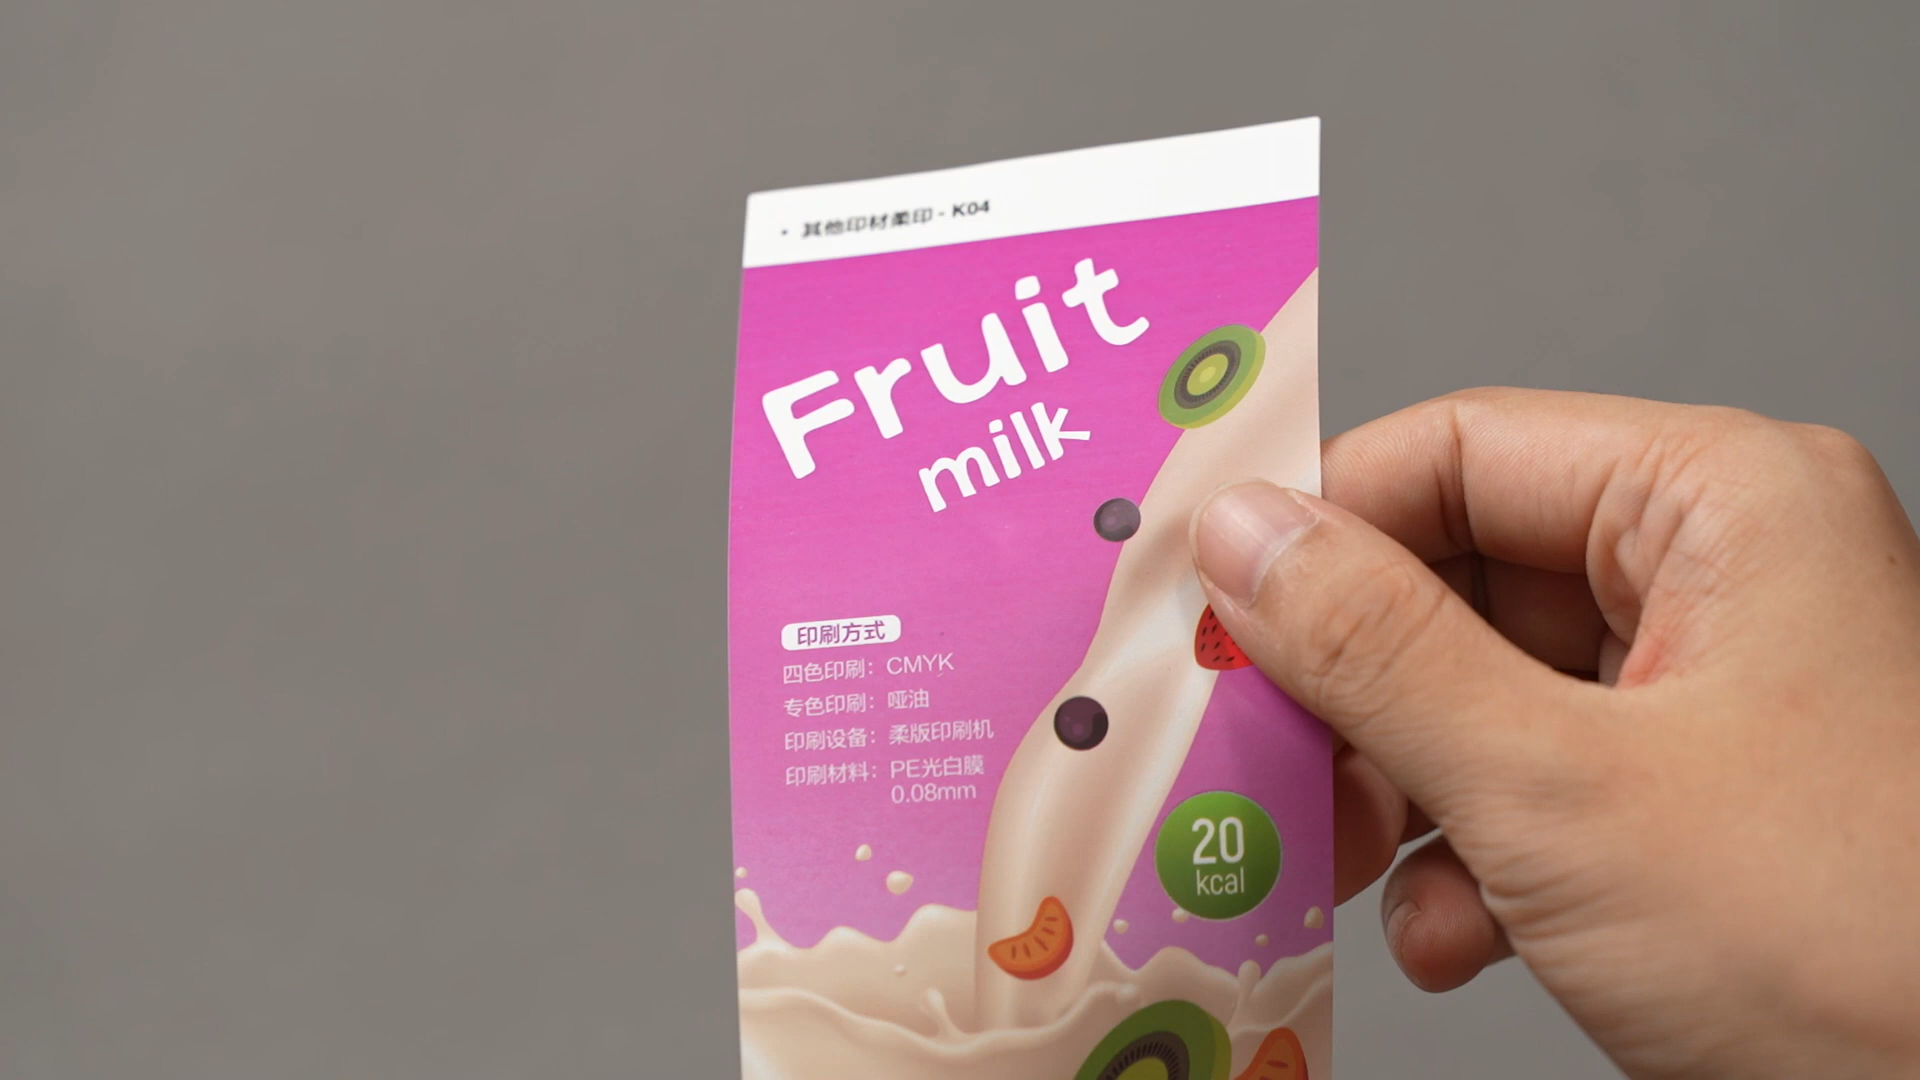 • 其他印材柔印 - K04
Fruit
milk
印刷方式
四色印刷：CMYK
专色印刷：哑油
印刷设备：柔版印刷机
印刷材料：PE光白膜
0.08mm
20
kcal